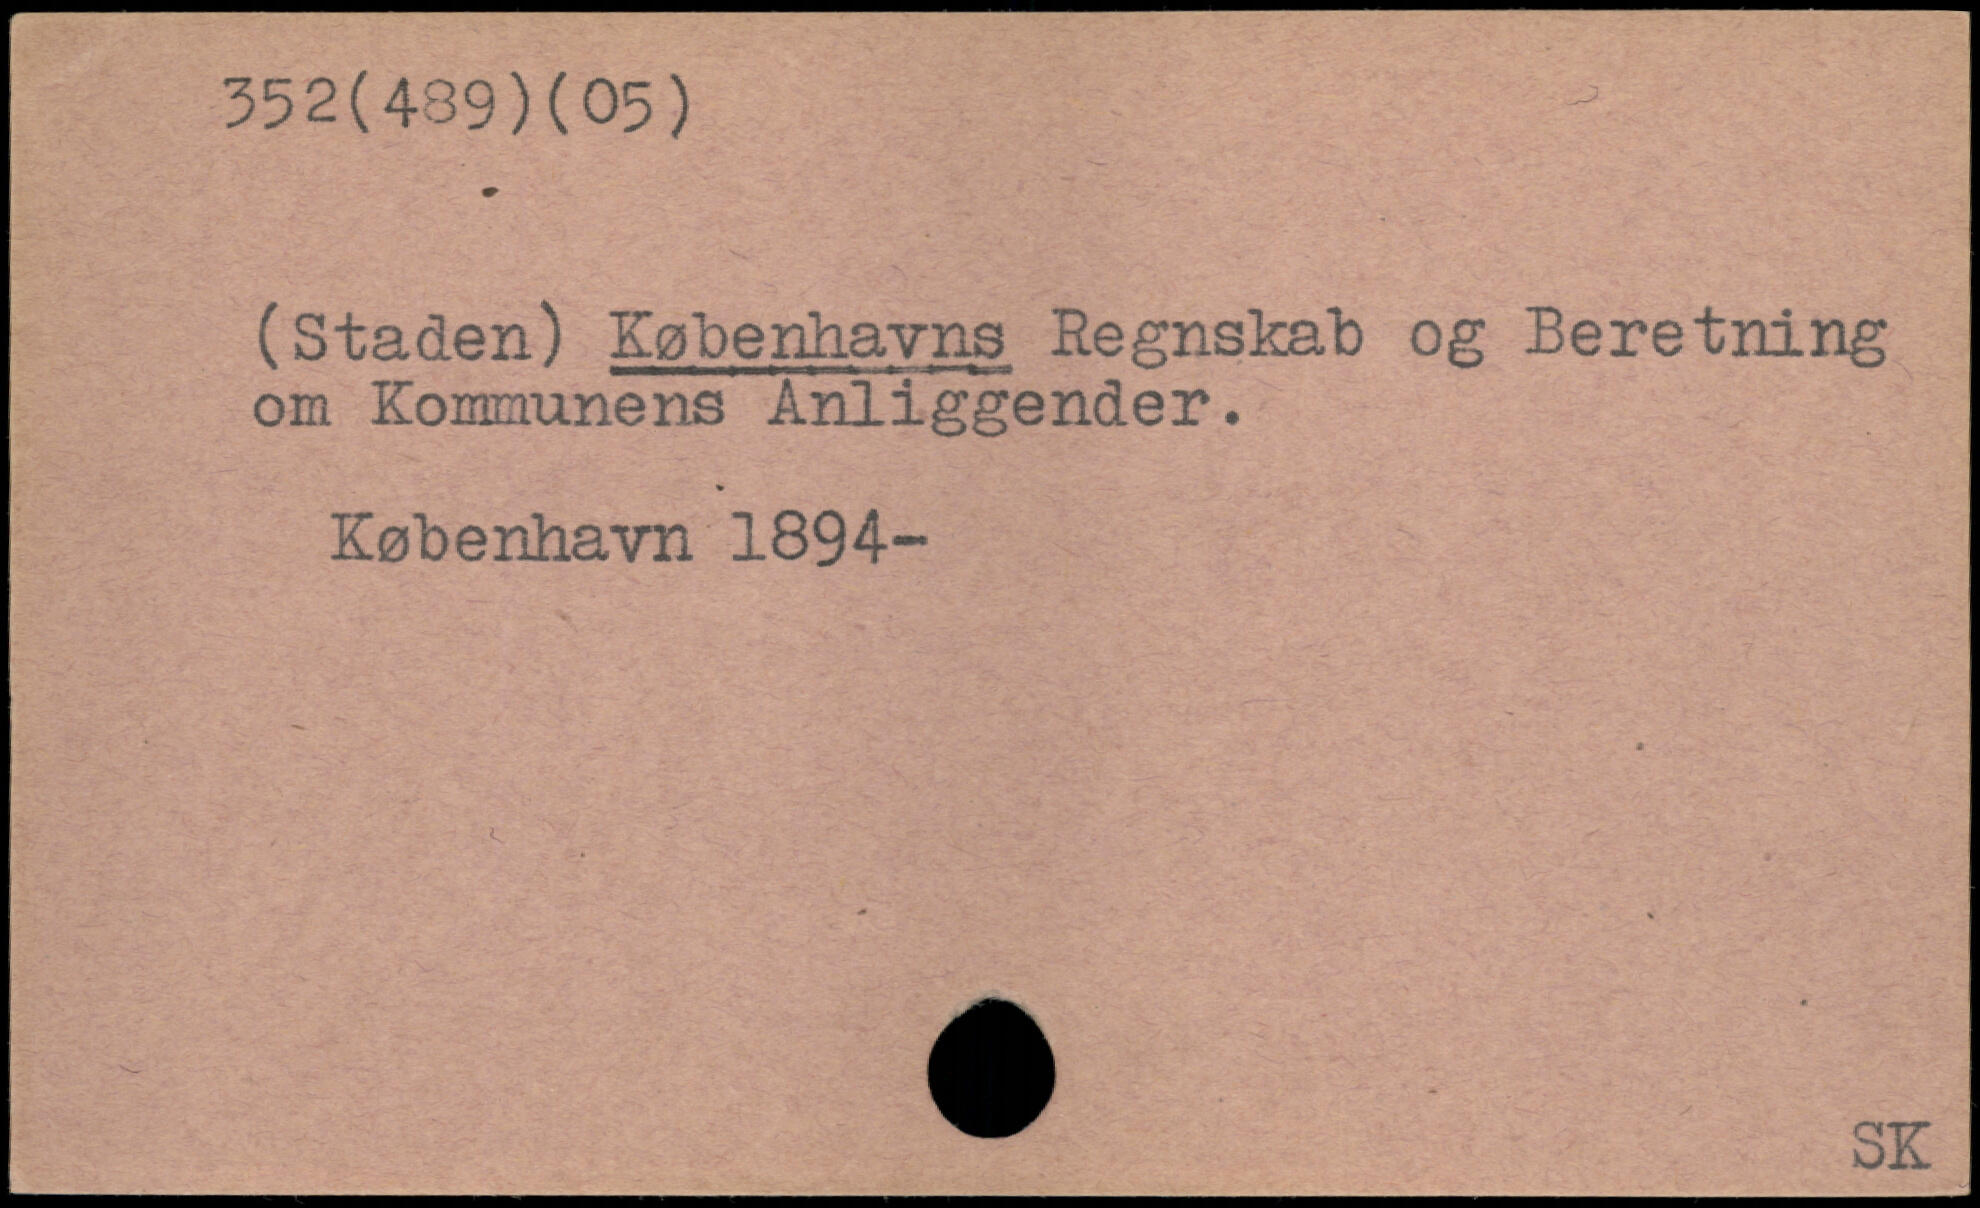 352(489)(05)
(Staden) Københavns Regnskab og Beretning
om Kommunens Anliggender.
København 1894-
SK